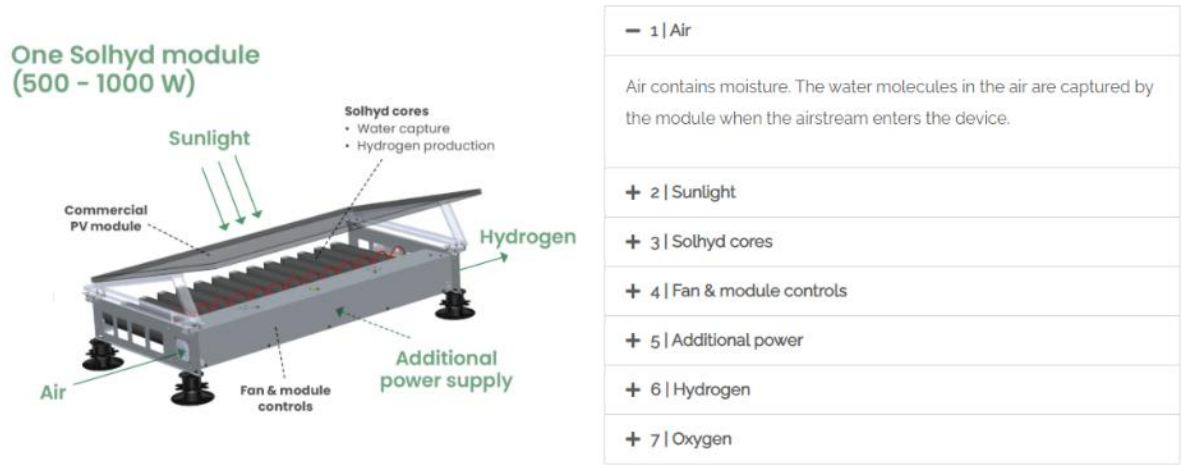 One Solhyd module
(500 - 1000 W)
Sunlight
Solhyd cores
• Water capture
• Hydrogen production
Commercial
PV module
Hydrogen
Additional
power supply
Air
Fan & module
controls
1 | Air
Air contains moisture. The water molecules in the air are captured by
the module when the airstream enters the device.
2 | Sunlight
3 | Solhyd cores
4 | Fan & module controls
5 | Additional power
6 | Hydrogen
7 | Oxygen